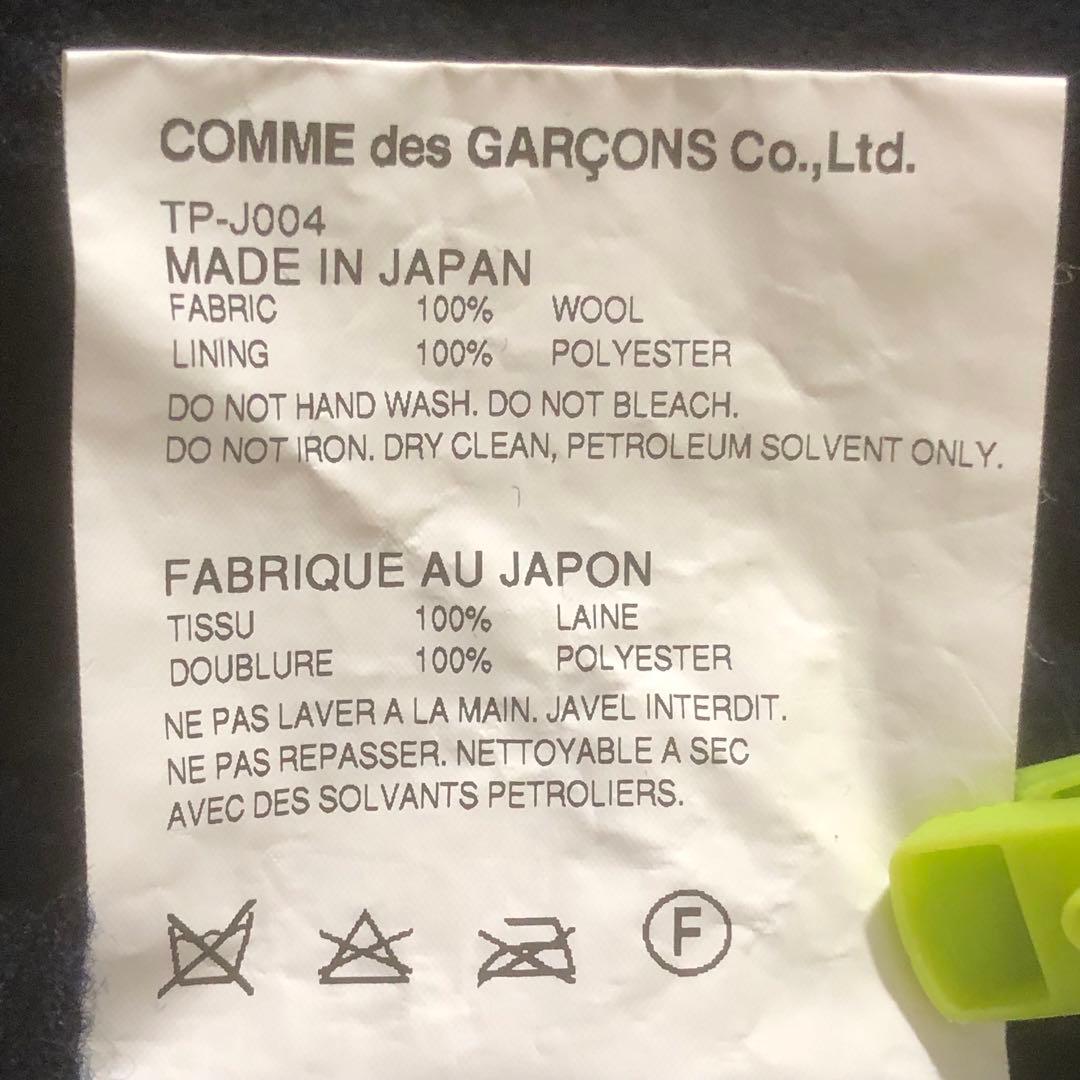 COMME des GARÇONS Co.,Ltd.
TP-J004
MADE IN JAPAN
FABRIC 100% WOOL
LINING 100% POLYESTER
DO NOT HAND WASH. DO NOT BLEACH.
DO NOT IRON. DRY CLEAN, PETROLEUM SOLVENT ONLY.
FABRIQUE AU JAPON
TISSU 100% LAINE
DOUBLURE 100% POLYESTER
NE PAS LAVER A LA MAIN. JAVEL INTERDIT.
NE PAS REPASSER. NETTOYABLE A SEC
AVEC DES SOLVANTS PETROLIERS.
F